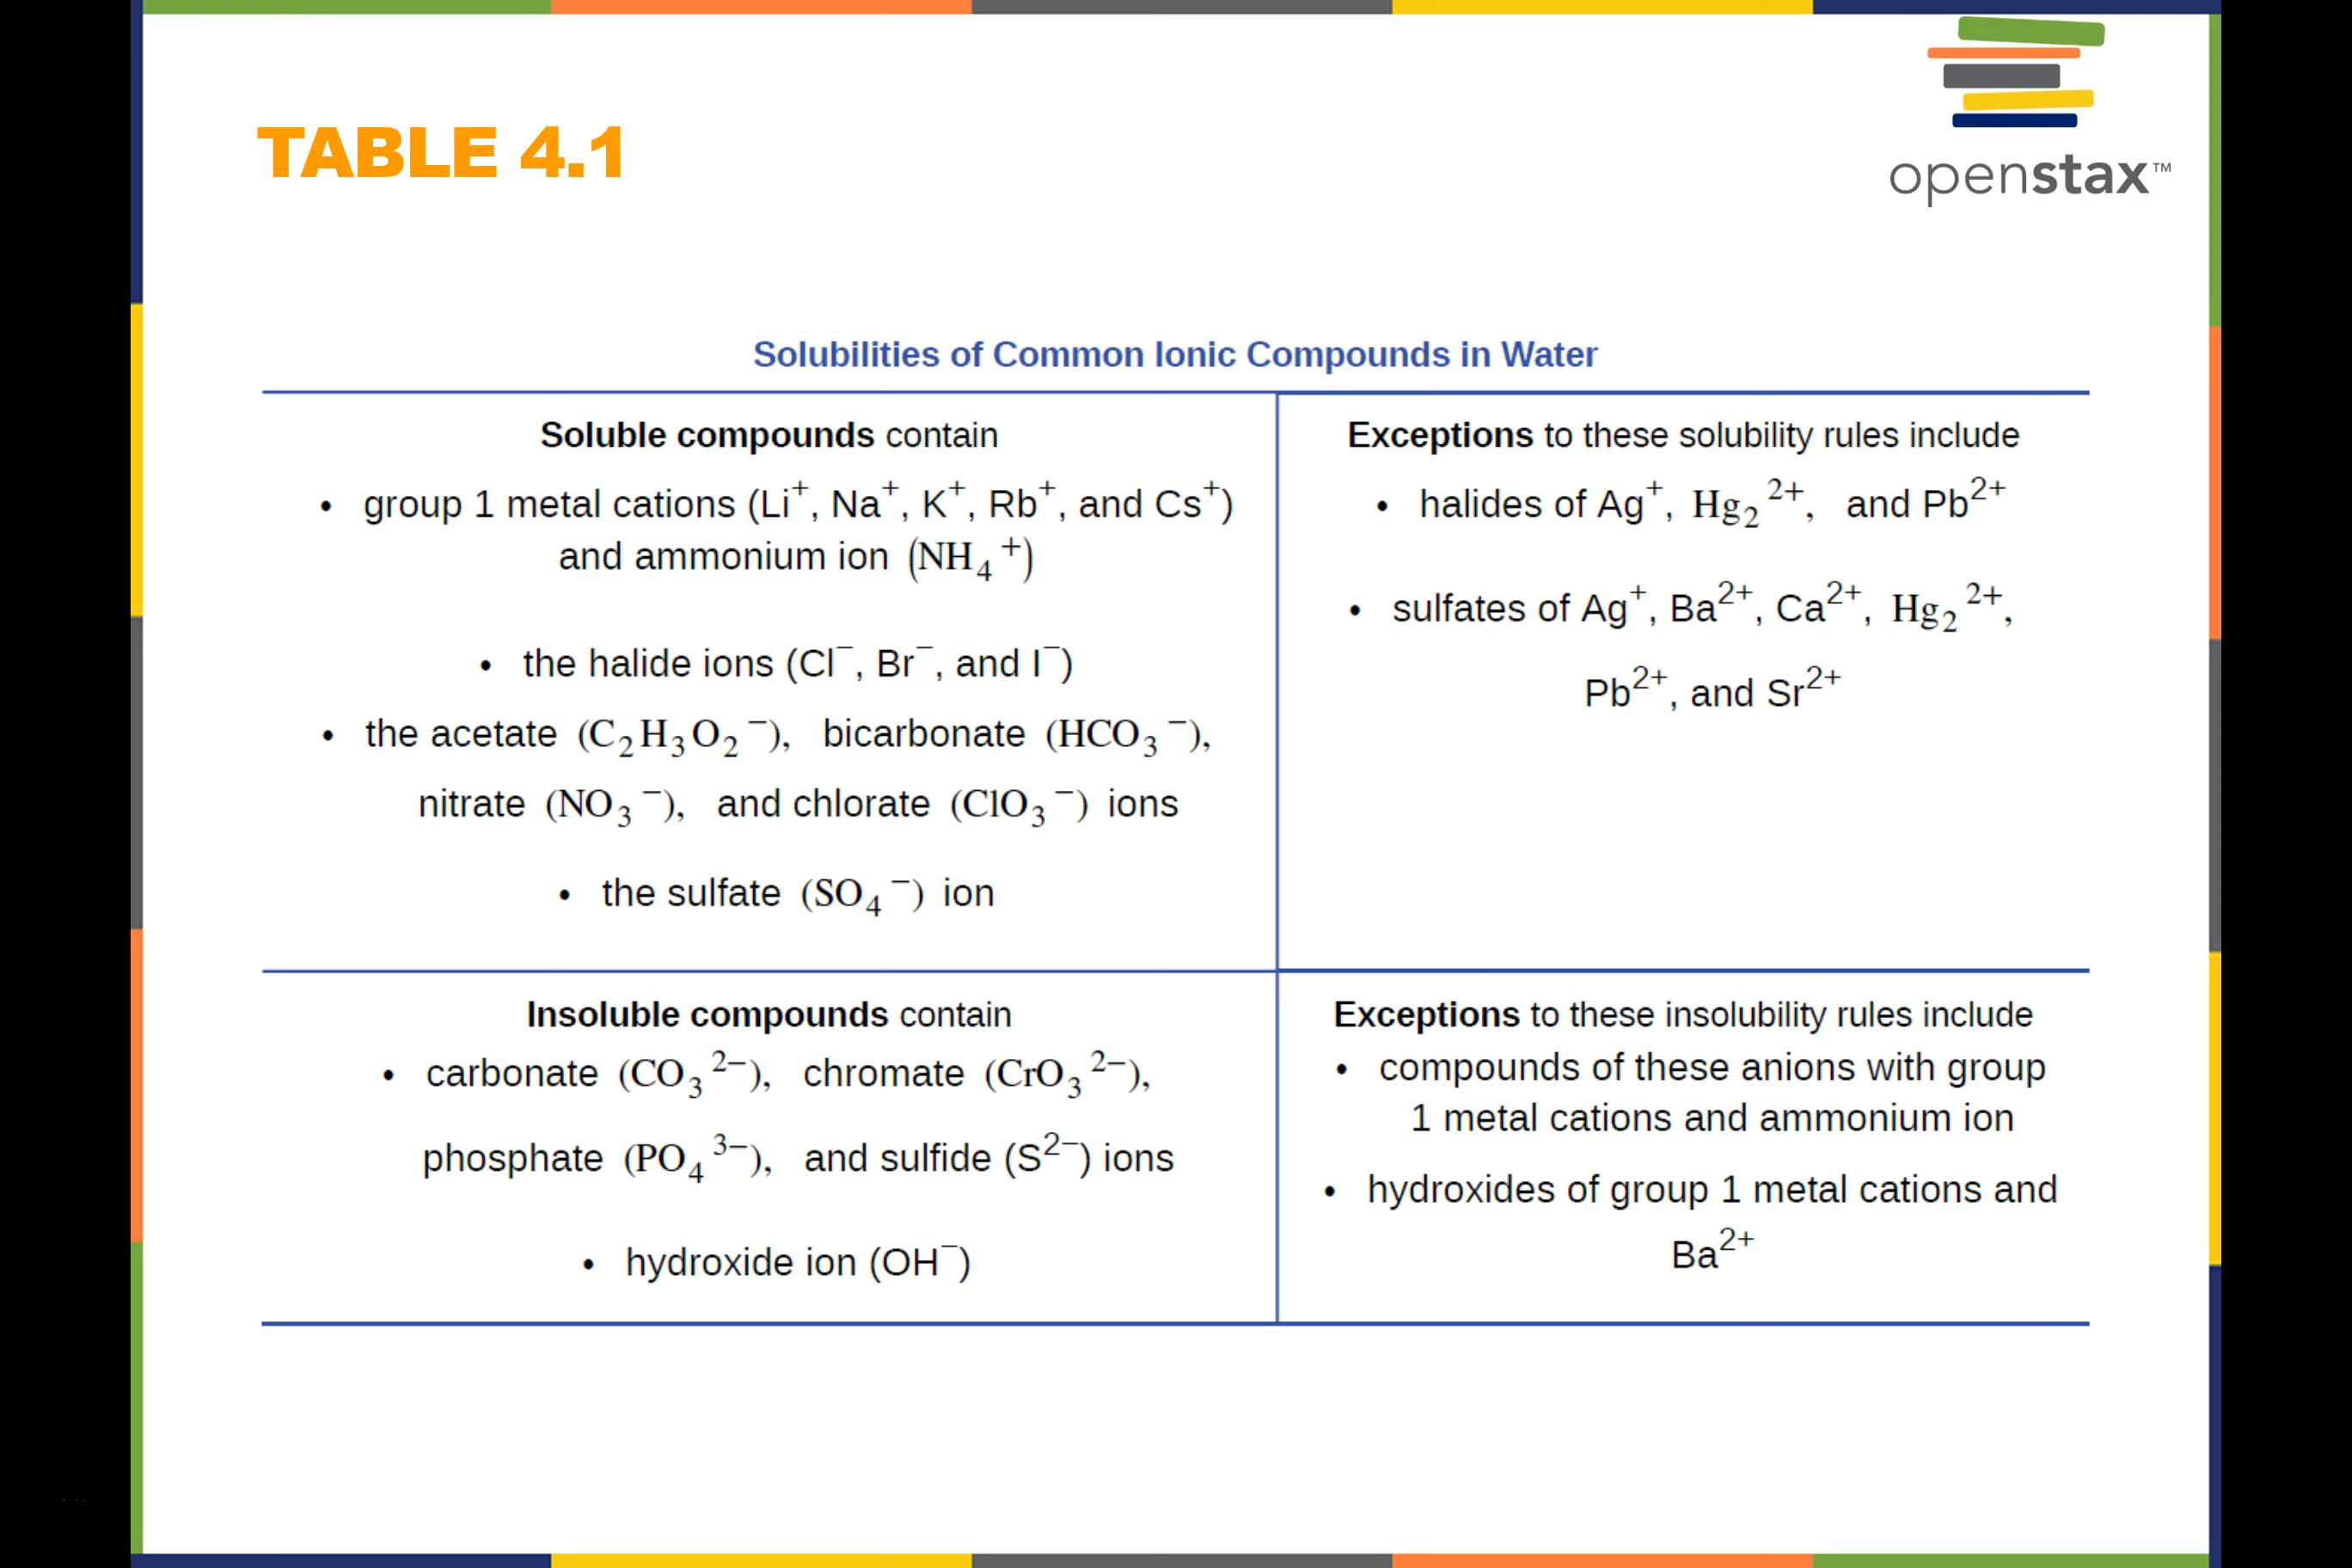 openstax™
TABLE 4.1
Solubilities of Common Ionic Compounds in Water
Soluble compounds contain
• group 1 metal cations (Li⁺, Na⁺, K⁺, Rb⁺, and Cs⁺)
and ammonium ion (NH₄⁺)
• the halide ions (Cl⁻, Br⁻, and I⁻)
• the acetate (C₂H₃O₂⁻), bicarbonate (HCO₃⁻),
nitrate (NO₃⁻), and chlorate (ClO₃⁻) ions
• the sulfate (SO₄⁻) ion
Exceptions to these solubility rules include
• halides of Ag⁺, Hg₂²⁺, and Pb²⁺
• sulfates of Ag⁺, Ba²⁺, Ca²⁺, Hg₂²⁺,
Pb²⁺, and Sr²⁺
Insoluble compounds contain
• carbonate (CO₃²⁻), chromate (CrO₃²⁻),
phosphate (PO₄³⁻), and sulfide (S²⁻) ions
• hydroxide ion (OH⁻)
Exceptions to these insolubility rules include
• compounds of these anions with group
1 metal cations and ammonium ion
• hydroxides of group 1 metal cations and
Ba²⁺